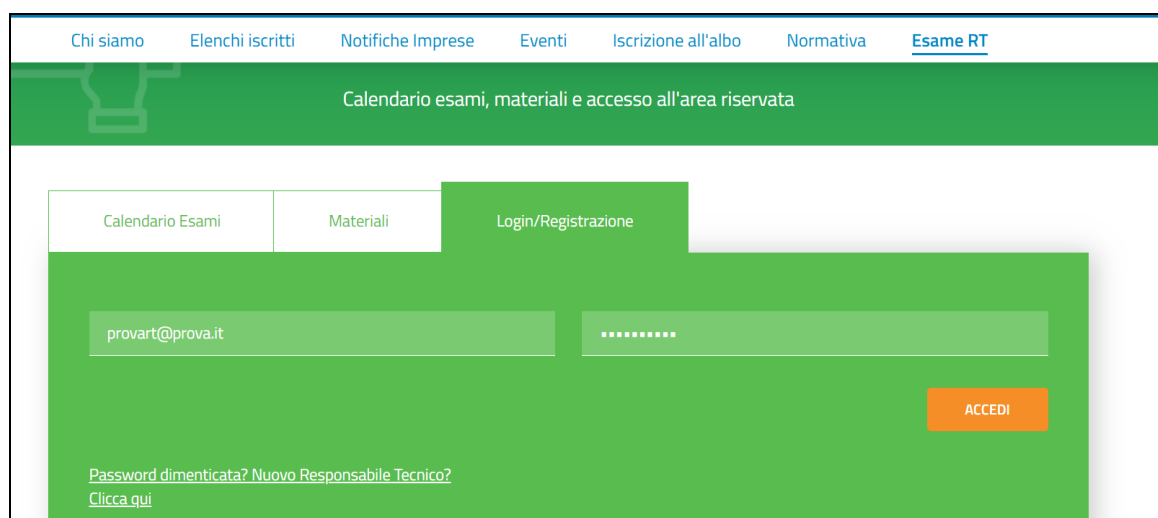 Chi siamo Elenchi iscritti Notifiche Imprese Eventi Iscrizione all'albo Normativa Esame RT
Calendario esami, materiali e accesso all'area riservata
Calendario Esami Materiali Login/Registrazione
provart@prova.it ▪▪▪▪▪▪▪▪▪▪
ACCEDI
Password dimenticata? Nuovo Responsabile Tecnico?
Clicca qui